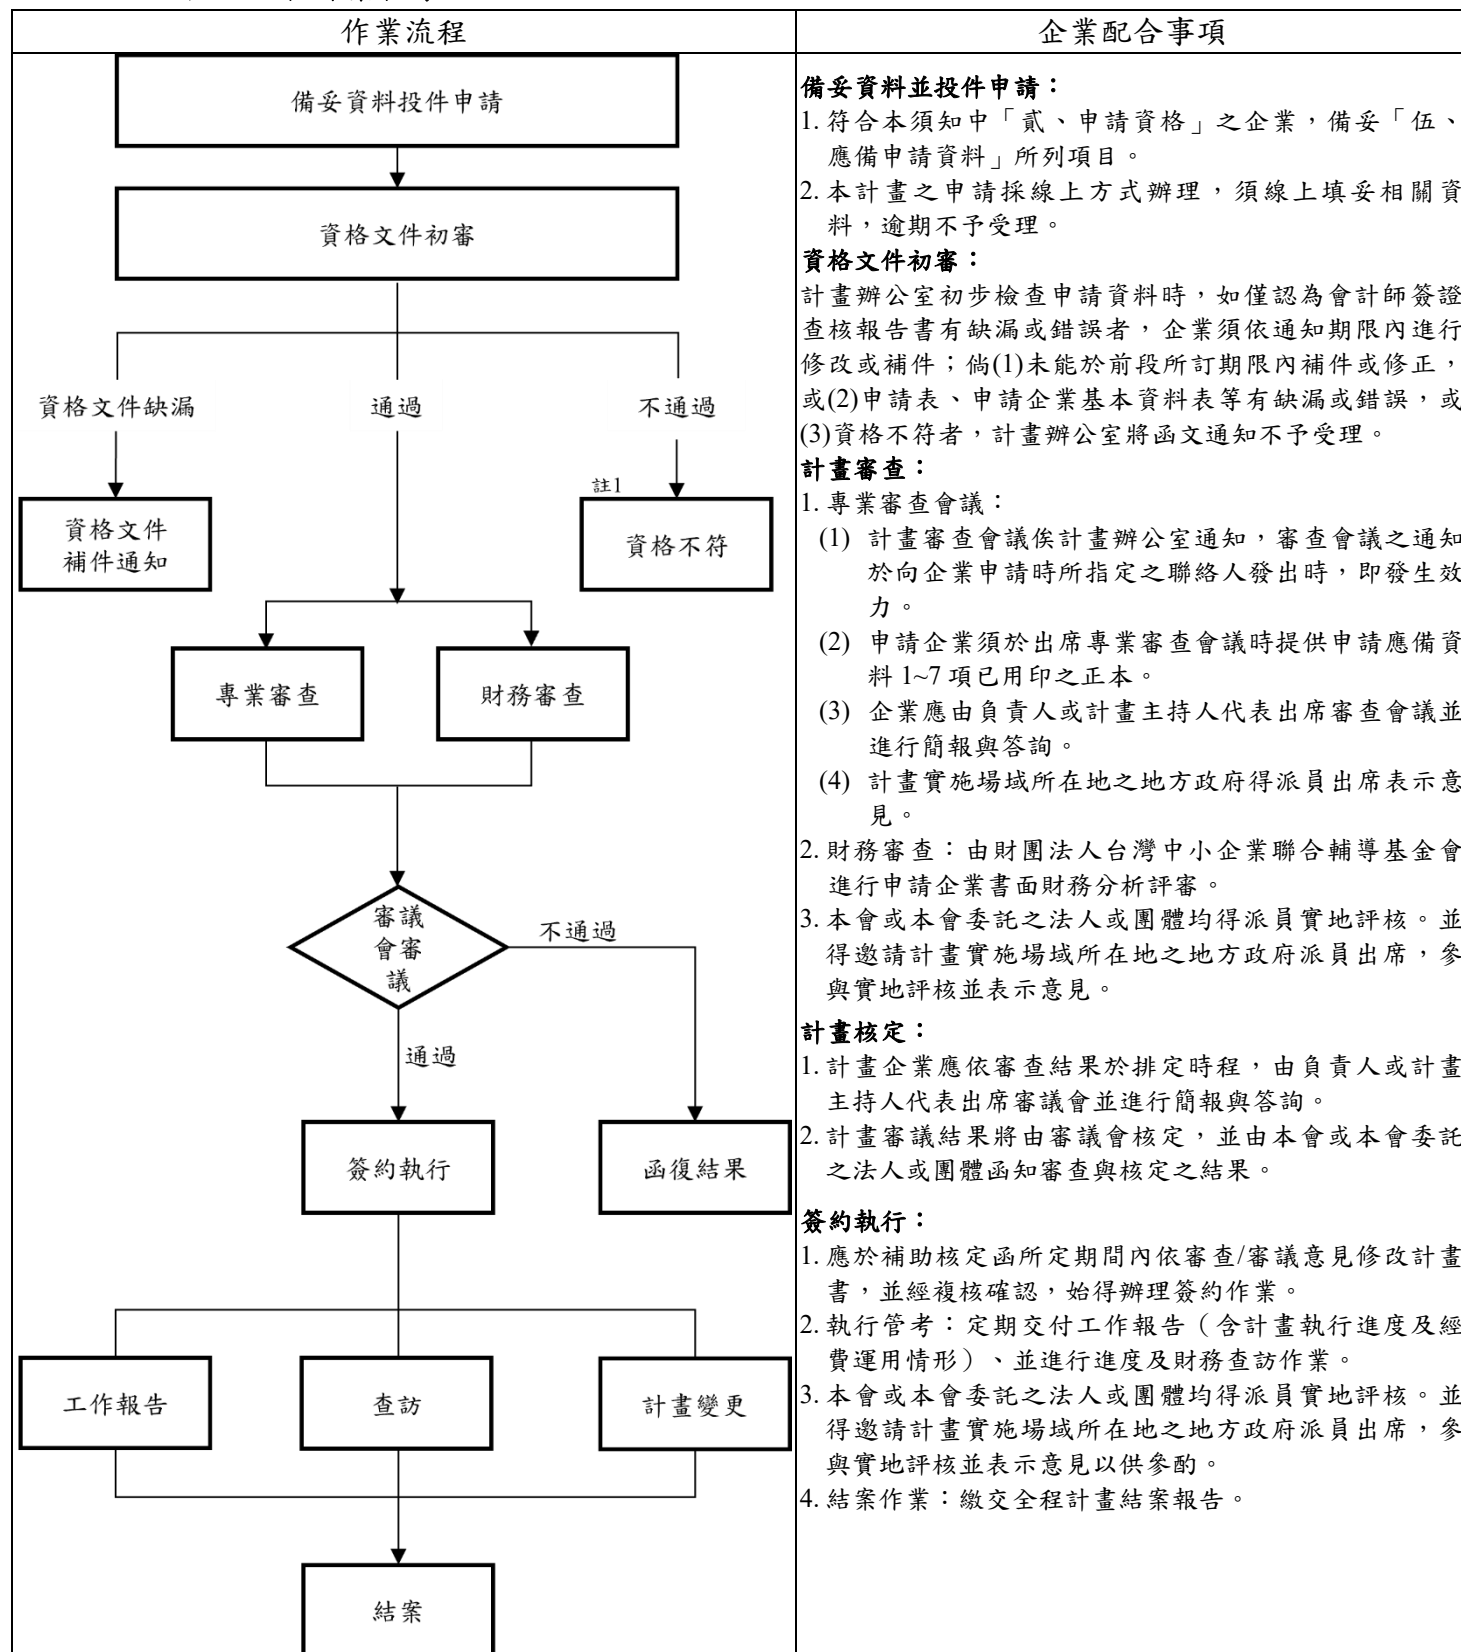 作業流程
企業配合事項
備妥資料投件申請
資格文件初審
資格文件缺漏
通過
不通過
資格文件
補件通知
註1
資格不符
專業審查
財務審查
審議
會審
議
不通過
通過
簽約執行
函復結果
工作報告
查訪
計畫變更
結案
備妥資料並投件申請：
1. 符合本須知中「貳、申請資格」之企業，備妥「伍、
應備申請資料」所列項目。
2. 本計畫之申請採線上方式辦理，須線上填妥相關資
料，逾期不予受理。
資格文件初審：
計畫辦公室初步檢查申請資料時，如僅認為會計師簽證
查核報告書有缺漏或錯誤者，企業須依通知期限內進行
修改或補件；倘(1)未能於前段所訂期限內補件或修正，
或(2)申請表、申請企業基本資料表等有缺漏或錯誤，或
(3)資格不符者，計畫辦公室將函文通知不予受理。
計畫審查：
1. 專業審查會議：
(1) 計畫審查會議俟計畫辦公室通知，審查會議之通知
於向企業申請時所指定之聯絡人發出時，即發生效
力。
(2) 申請企業須於出席專業審查會議時提供申請應備資
料 1~7 項已用印之正本。
(3) 企業應由負責人或計畫主持人代表出席審查會議並
進行簡報與答詢。
(4) 計畫實施場域所在地之地方政府得派員出席表示意
見。
2. 財務審查：由財團法人台灣中小企業聯合輔導基金會
進行申請企業書面財務分析評審。
3. 本會或本會委託之法人或團體均得派員實地評核。並
得邀請計畫實施場域所在地之地方政府派員出席，參
與實地評核並表示意見。
計畫核定：
1. 計畫企業應依審查結果於排定時程，由負責人或計畫
主持人代表出席審議會並進行簡報與答詢。
2. 計畫審議結果將由審議會核定，並由本會或本會委託
之法人或團體函知審查與核定之結果。
簽約執行：
1. 應於補助核定函所定期間內依審查/審議意見修改計畫
書，並經複核確認，始得辦理簽約作業。
2. 執行管考：定期交付工作報告（含計畫執行進度及經
費運用情形）、並進行進度及財務查訪作業。
3. 本會或本會委託之法人或團體均得派員實地評核。並
得邀請計畫實施場域所在地之地方政府派員出席，參
與實地評核並表示意見以供參酌。
4. 結案作業：繳交全程計畫結案報告。